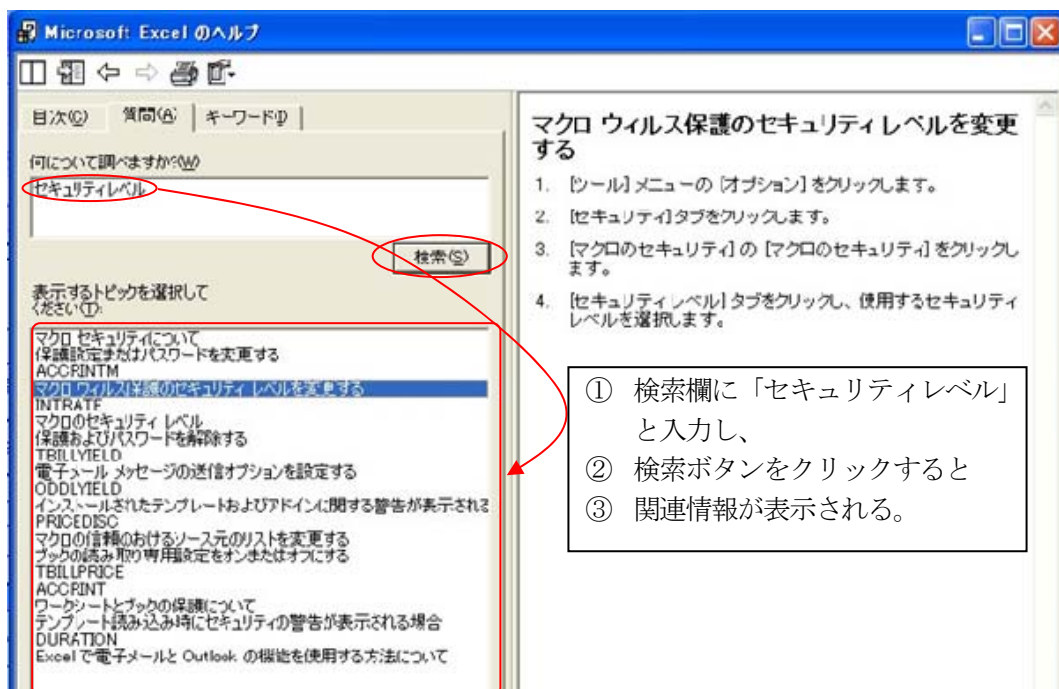 Microsoft Excel のヘルプ
目次(C) 質問(A) キーワード(I)
何について調べますか?(W)
セキュリティレベル
検索(S)
表示するトピックを選択して
ください(T):
マクロ セキュリティについて
保護設定またはパスワードを変更する
ACCRINTM
マクロ ウィルス保護のセキュリティ レベルを変更する
INTRATE
マクロのセキュリティ レベル
保護およびパスワードを解除する
TBILLYIELD
電子メール メッセージの送信オプションを設定する
ODDLYIELD
インストールされたテンプレートおよびアドインに関する警告が表示される
PRICEDISC
マクロの信頼のおけるソース元のリストを変更する
ブックの読み取り専用設定をオンまたはオフにする
TBILLPRICE
ACCRINT
ワークシートとブックの保護について
テンプレート読み込み時にセキュリティの警告が表示される場合
DURATION
Excel で電子メールと Outlook の機能を使用する方法について
マクロ ウィルス保護のセキュリティ レベルを変更
する
1. [ツール] メニューの [オプション] をクリックします。
2. [セキュリティ] タブをクリックします。
3. [マクロのセキュリティ] の [マクロのセキュリティ] をクリックし
ます。
4. [セキュリティ レベル] タブをクリックし、使用するセキュリティ
レベルを選択します。
① 検索欄に「セキュリティレベル」
と入力し、
② 検索ボタンをクリックすると
③ 関連情報が表示される。